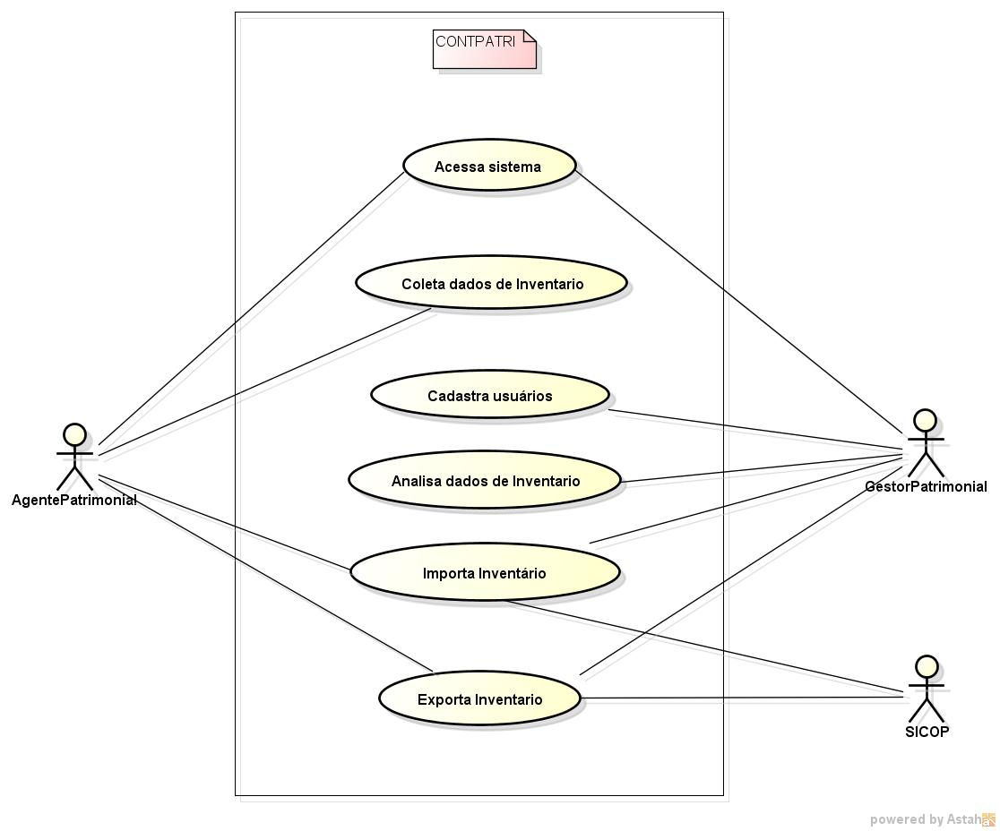 CONTPATRI
Acessa sistema
Coleta dados de Inventario
Cadastra usuários
Analisa dados de Inventario
AgentePatrimonial
GestorPatrimonial
Importa Inventário
Exporta Inventario
SICOP
powered by Astah